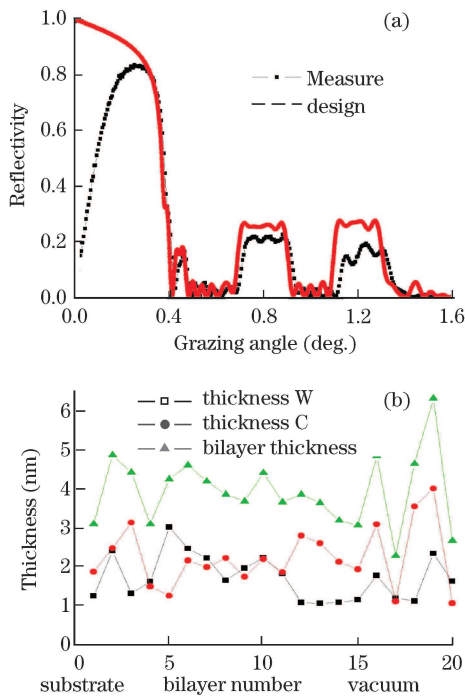 (a)
1.0
0.8
0.6
0.4
0.2
0.0
Reflectivity
Measure
design
0.0 0.4 0.8 1.2 1.6
Grazing angle (deg.)
(b)
thickness W
thickness C
bilayer thickness
6
5
4
3
2
1
0
Thickness (nm)
0 5 10 15 20
substrate bilayer number vacuum